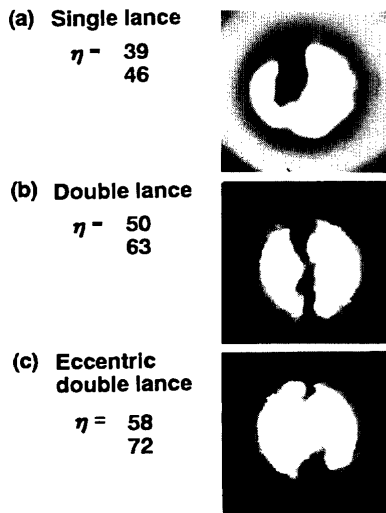 (a) Single lance
η = 39
46
(b) Double lance
η = 50
63
(c) Eccentric
double lance
η = 58
72